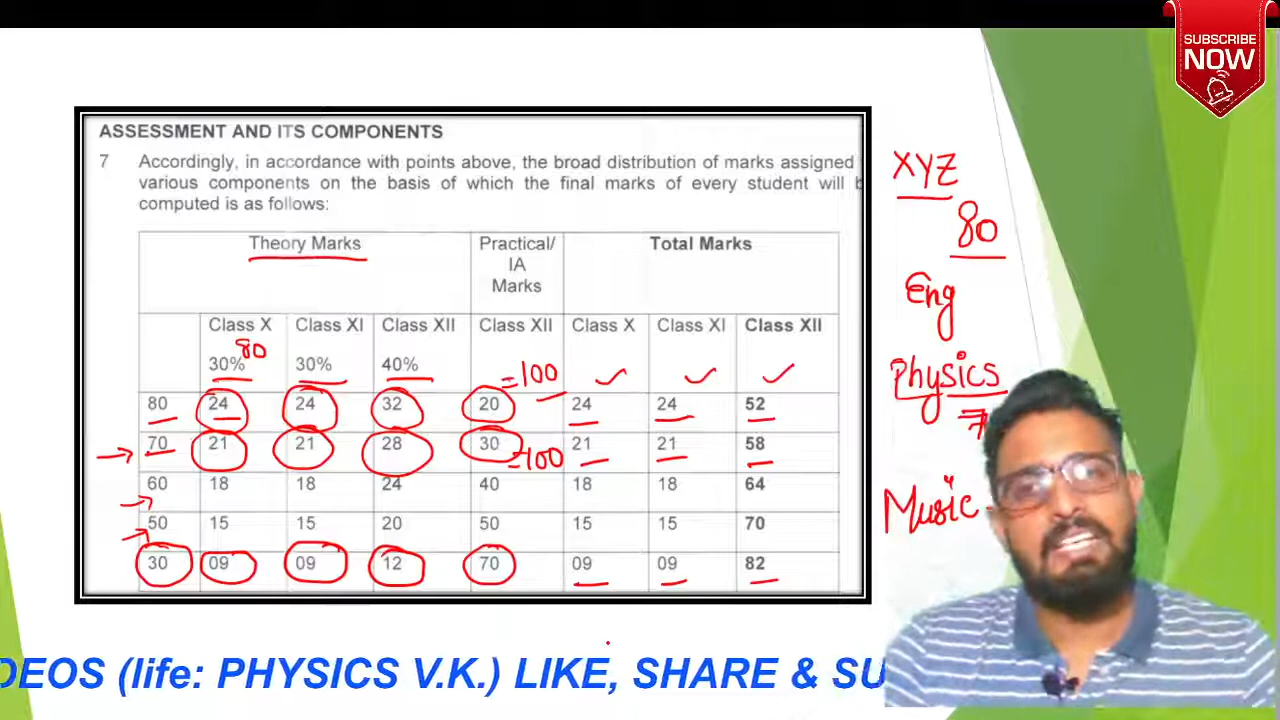 SUBSCRIBE
NOW
ASSESSMENT AND ITS COMPONENTS
7 Accordingly, in accordance with points above, the broad distribution of marks assigned
various components on the basis of which the final marks of every student will
computed is as follows:
Theory Marks Practical/ IA Marks Total Marks
Class X 30% Class XI 30% Class XII 40% Class XII Class X Class XI Class XII
80
=100
80 24 24 32 20 24 24 52
70 21 21 28 30 21 21 58
=100
60 18 18 24 40 18 18 64
50 15 15 20 50 15 15 70
30 09 09 12 70 09 09 82
XYZ
80
Eng
Physics
Music
DEOS (life: PHYSICS V.K.) LIKE, SHARE & SU